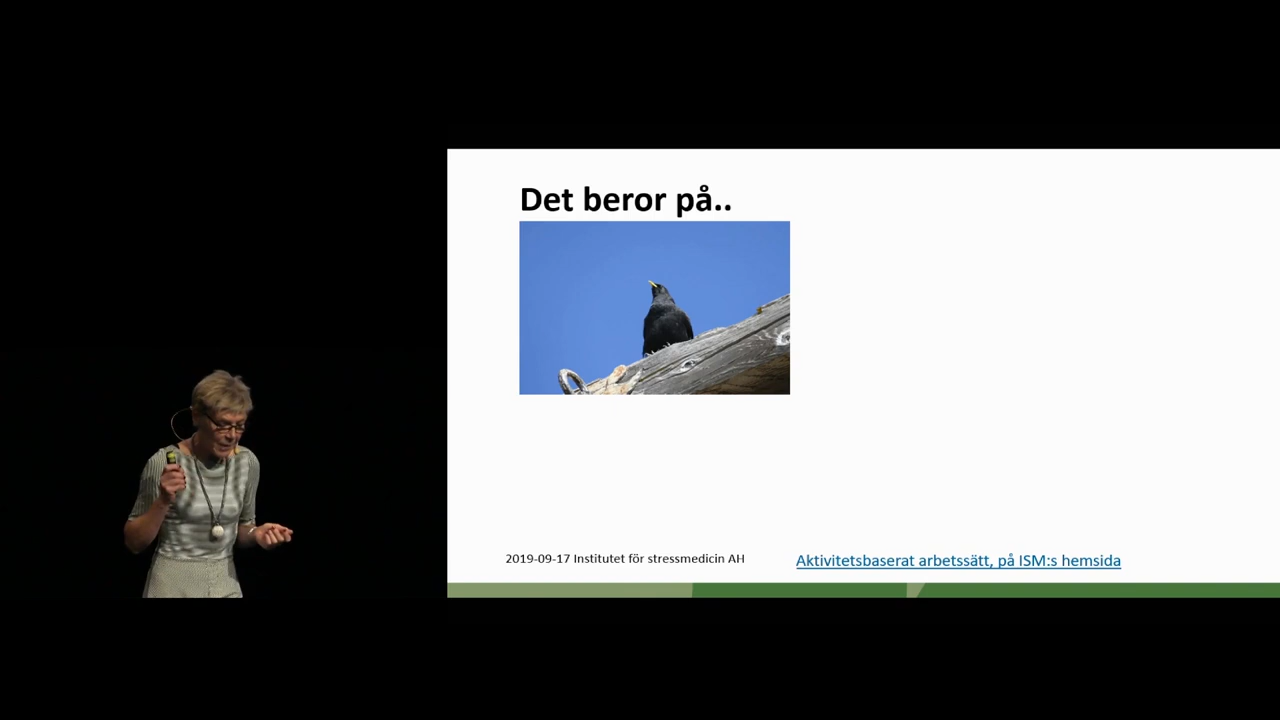 Det beror på..
2019-09-17 Institutet för stressmedicin AH
Aktivitetsbaserat arbetssätt, på ISM:s hemsida